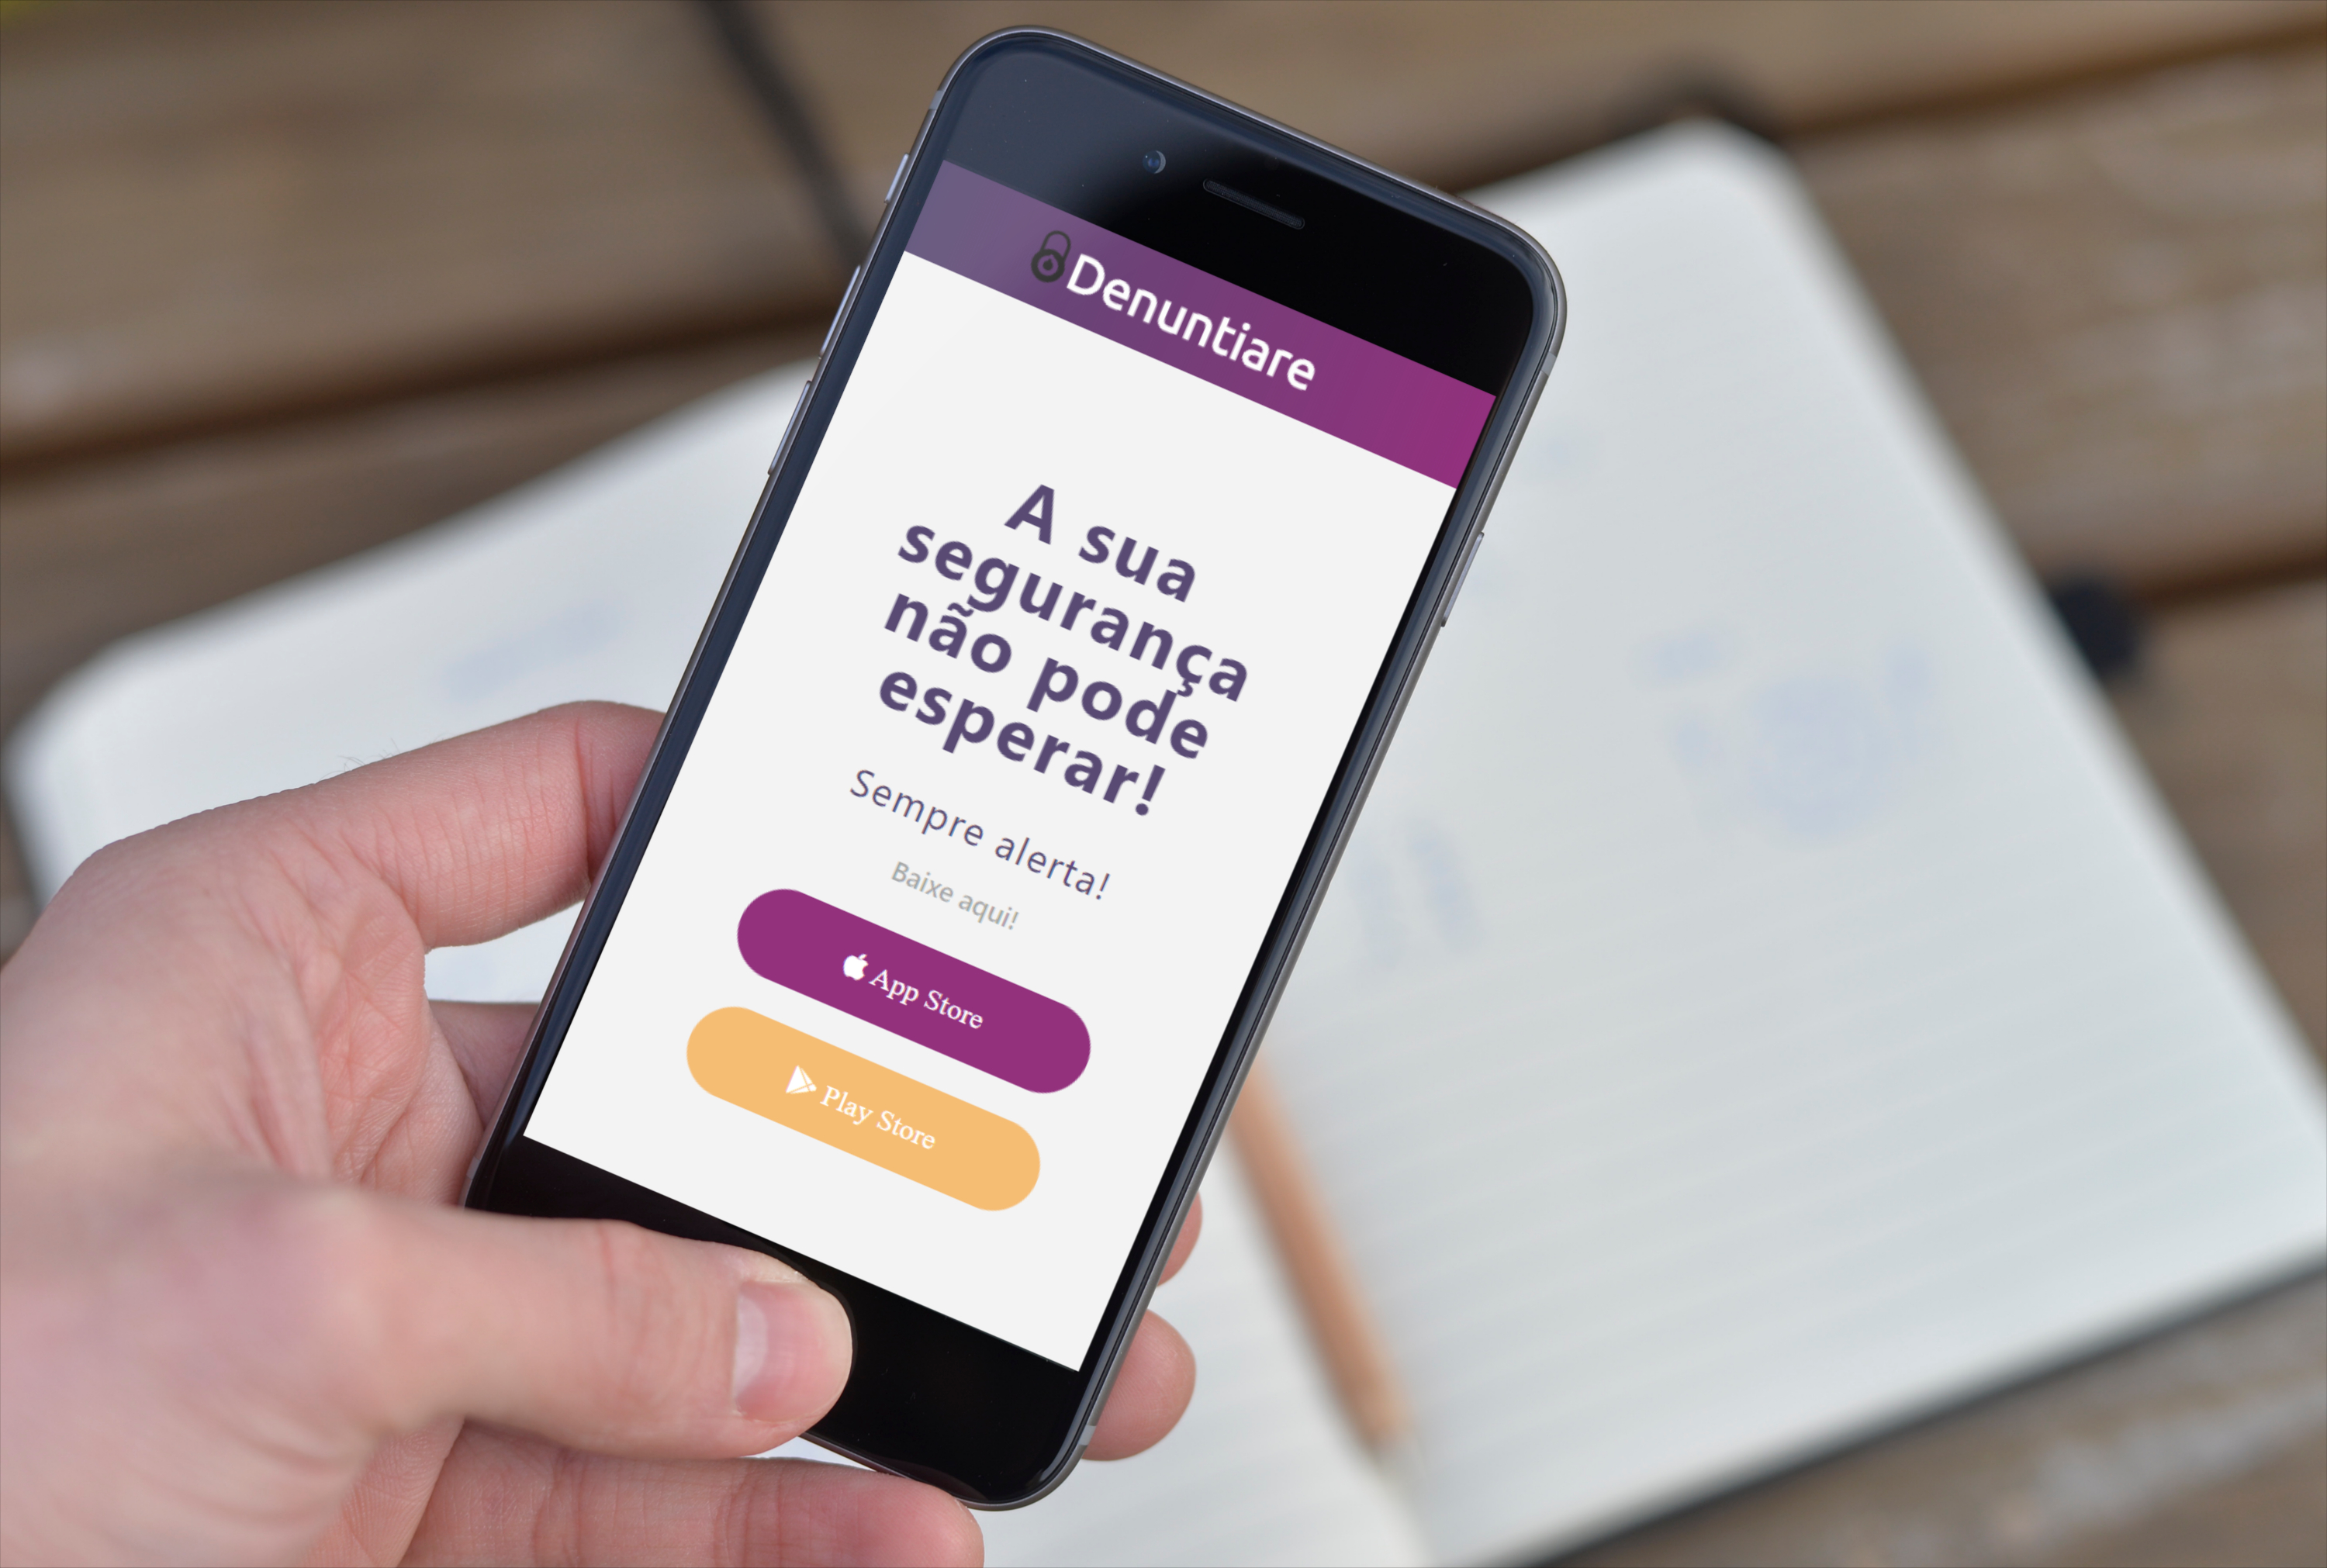 Denuntiare
A sua
segurança
não pode
esperar!
Sempre alerta!
Baixe aqui!
App Store
Play Store